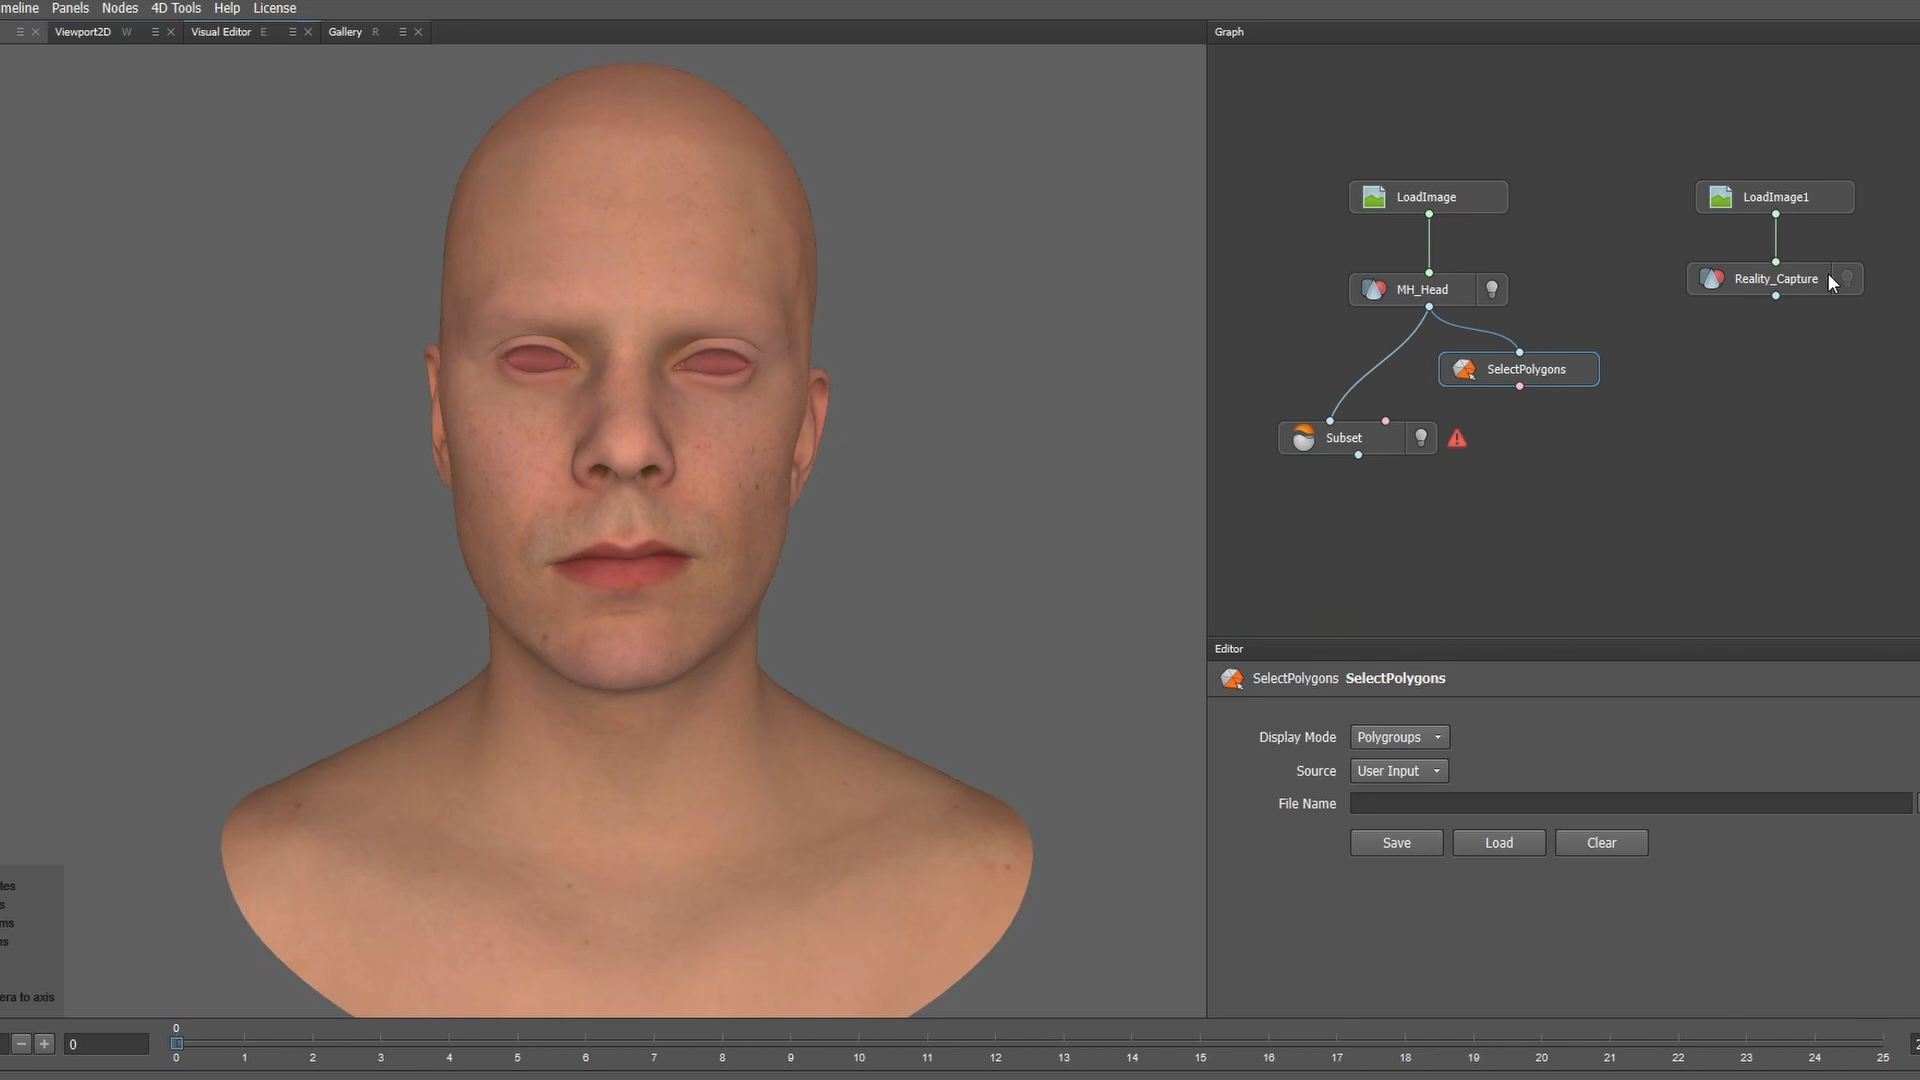 meline Panels Nodes 4D Tools Help License
Viewport2D W Visual Editor E Gallery R
Graph
LoadImage
LoadImage1
MH_Head
Reality_Capture
SelectPolygons
Subset
Editor
SelectPolygons SelectPolygons
Display Mode Polygroups
Source User Input
File Name
Save Load Clear
tes
s
ms
ns
era to axis
0
0
0 1 2 3 4 5 6 7 8 9 10 11 12 13 14 15 16 17 18 19 20 21 22 23 24 25